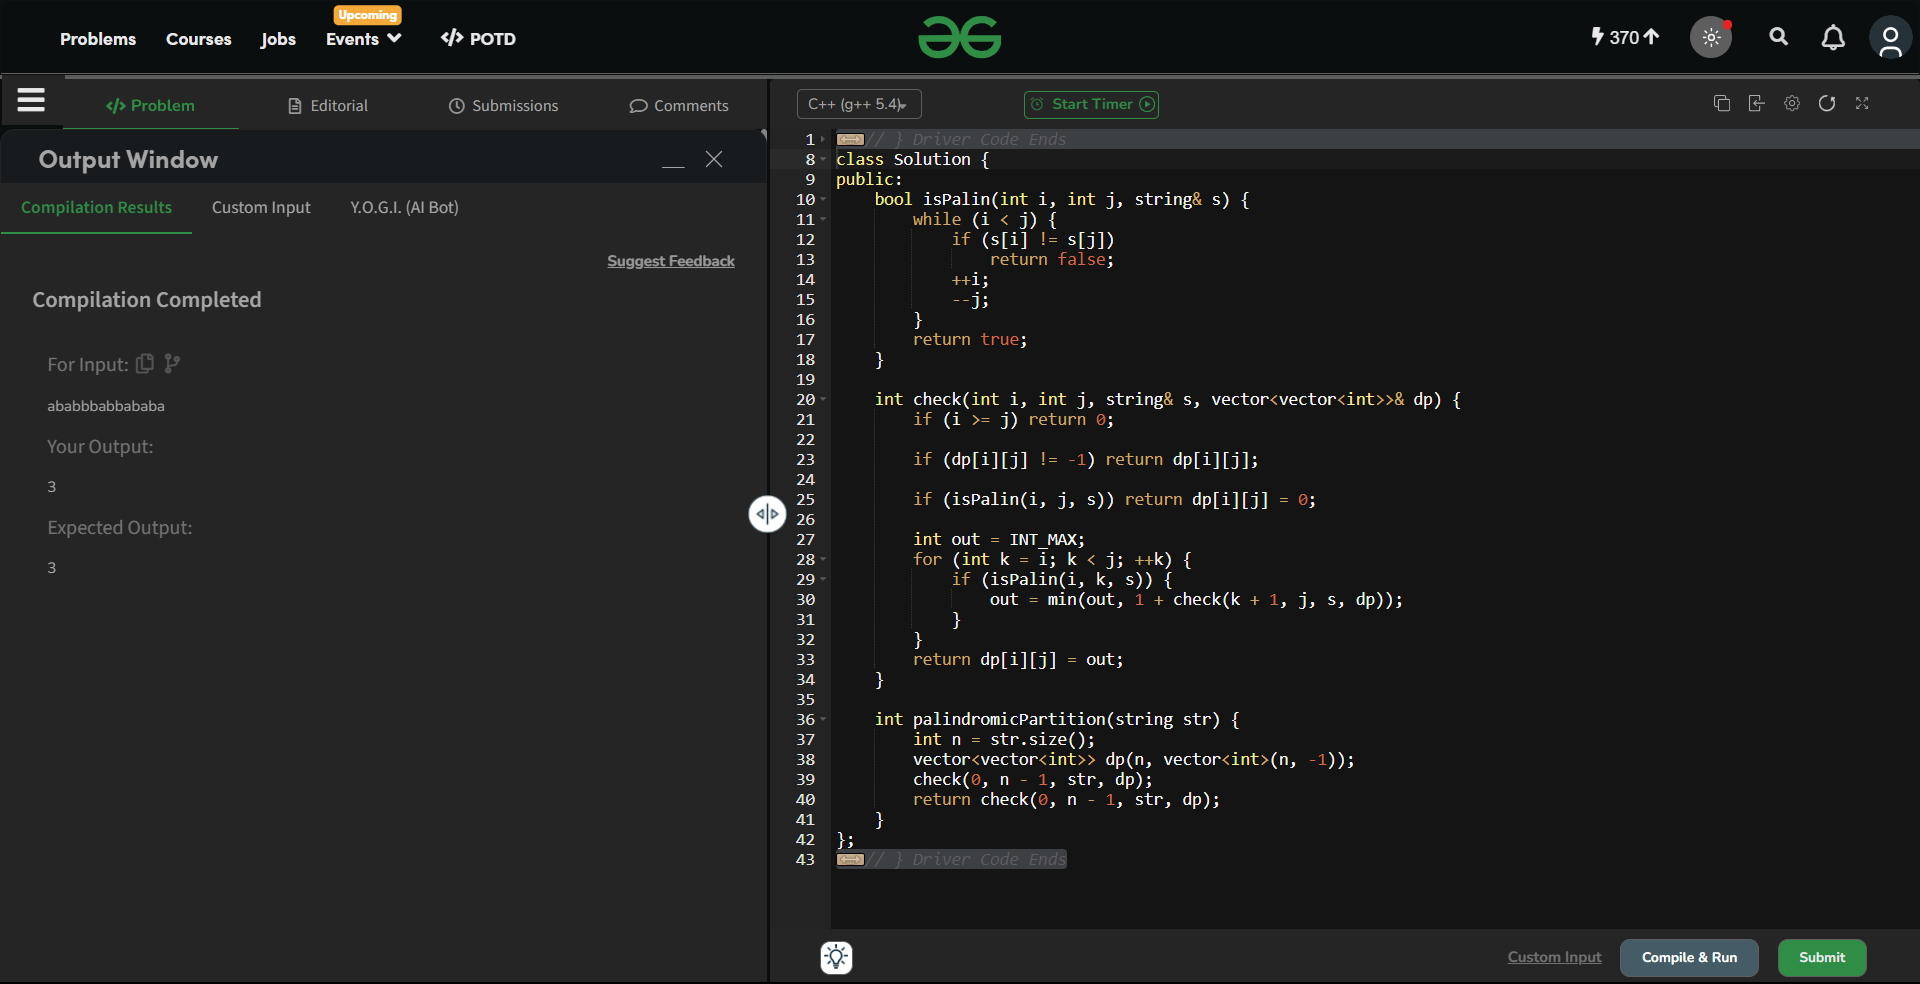 Problems Courses Jobs Events Upcoming POTD 370
Problem Editorial Submissions Comments
Output Window
Compilation Results Custom Input Y.O.G.I. (AI Bot)
Suggest Feedback
Compilation Completed
For Input:
ababbbabbababa
Your Output:
3
Expected Output:
3
C++ (g++ 5.4) Start Timer
1 // } Driver Code Ends
8 class Solution {
9 public:
10     bool isPalin(int i, int j, string& s) {
11         while (i < j) {
12             if (s[i] != s[j])
13                 return false;
14             ++i;
15             --j;
16         }
17         return true;
18     }
19
20     int check(int i, int j, string& s, vector<vector<int>>& dp) {
21         if (i >= j) return 0;
22
23         if (dp[i][j] != -1) return dp[i][j];
24
25         if (isPalin(i, j, s)) return dp[i][j] = 0;
26
27         int out = INT_MAX;
28         for (int k = i; k < j; ++k) {
29             if (isPalin(i, k, s)) {
30                 out = min(out, 1 + check(k + 1, j, s, dp));
31             }
32         }
33         return dp[i][j] = out;
34     }
35
36     int palindromicPartition(string str) {
37         int n = str.size();
38         vector<vector<int>> dp(n, vector<int>(n, -1));
39         check(0, n - 1, str, dp);
40         return check(0, n - 1, str, dp);
41     }
42 };
43 // } Driver Code Ends
Custom Input Compile & Run Submit